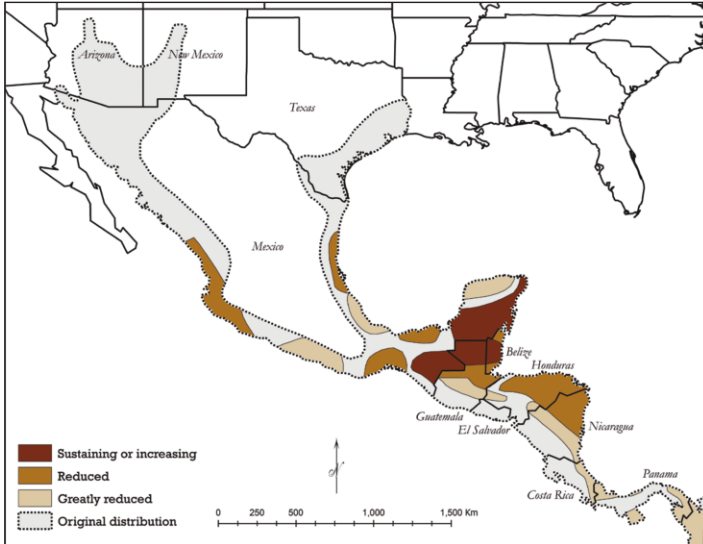 Arizona
New Mexico
Texas
Mexico
Belize
Honduras
Guatemala
El Salvador
Nicaragua
Costa Rica
Panama
N
Sustaining or increasing
Reduced
Greatly reduced
Original distribution
0 250 500 1,000 1,500 Km